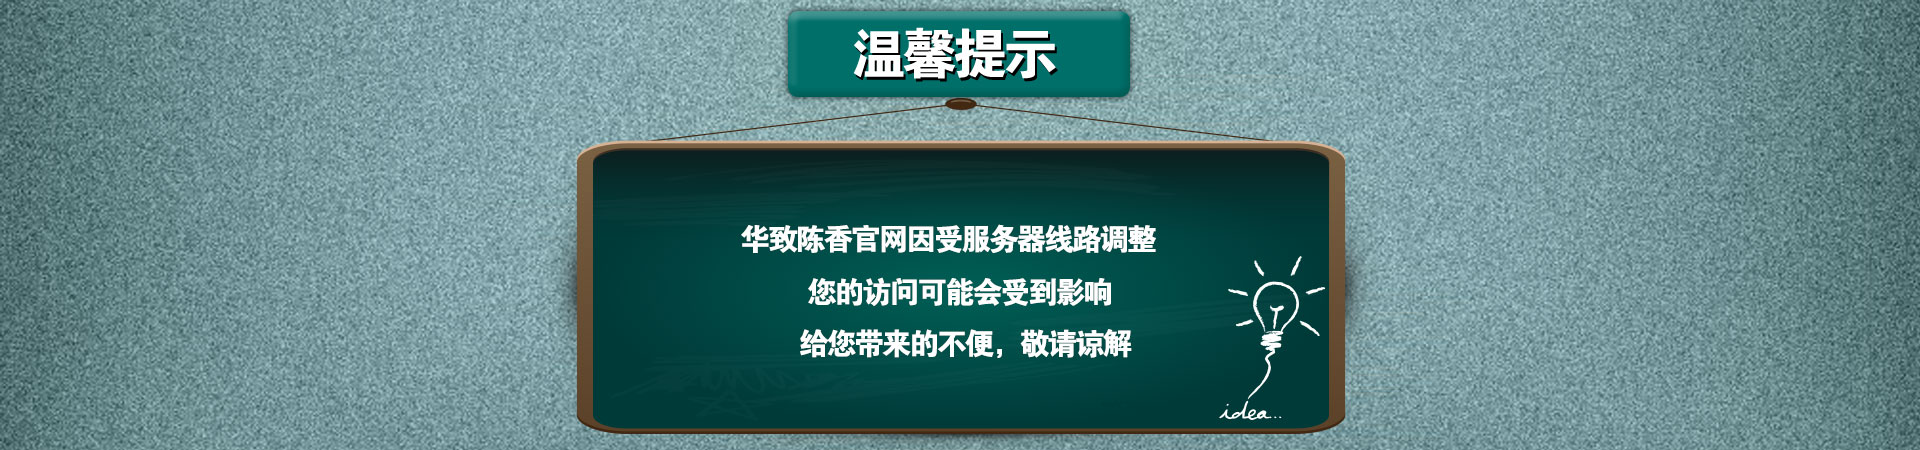 温馨提示
华致陈香官网因受服务器线路调整
您的访问可能会受到影响
给您带来的不便，敬请谅解
idea...